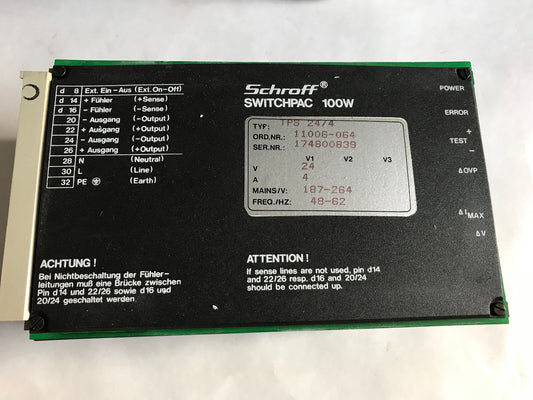 d 8 Ext. Ein-Aus (Ext. On-Off)
d 14 + Fühler (+Sense)
d 16 - Fühler (-Sense)
20 - Ausgang (-Output)
22 + Ausgang (+Output)
24 - Ausgang (-Output)
26 + Ausgang (+Output)
28 N (Neutral)
30 L (Line)
32 PE (Earth)
ACHTUNG !
Bei Nichtbeschaltung der Fühler-
leitungen muß eine Brücke zwischen
Pin d14 und 22/26 sowie d16 und
20/24 geschaltet werden.
Schroff®
SWITCHPAC 100W
TYP: TPS 24/4
ORD.NR.: 11006-064
SER.NR.: 174800839
V1 V2 V3
V 24
A 4
MAINS/V: 187-264
FREQ./HZ: 48-62
ATTENTION !
If sense lines are not used, pin d14
and 22/26 resp. d16 and 20/24
should be connected up.
POWER
ERROR
+
TEST
-
ΔOVP
ΔI MAX
ΔV